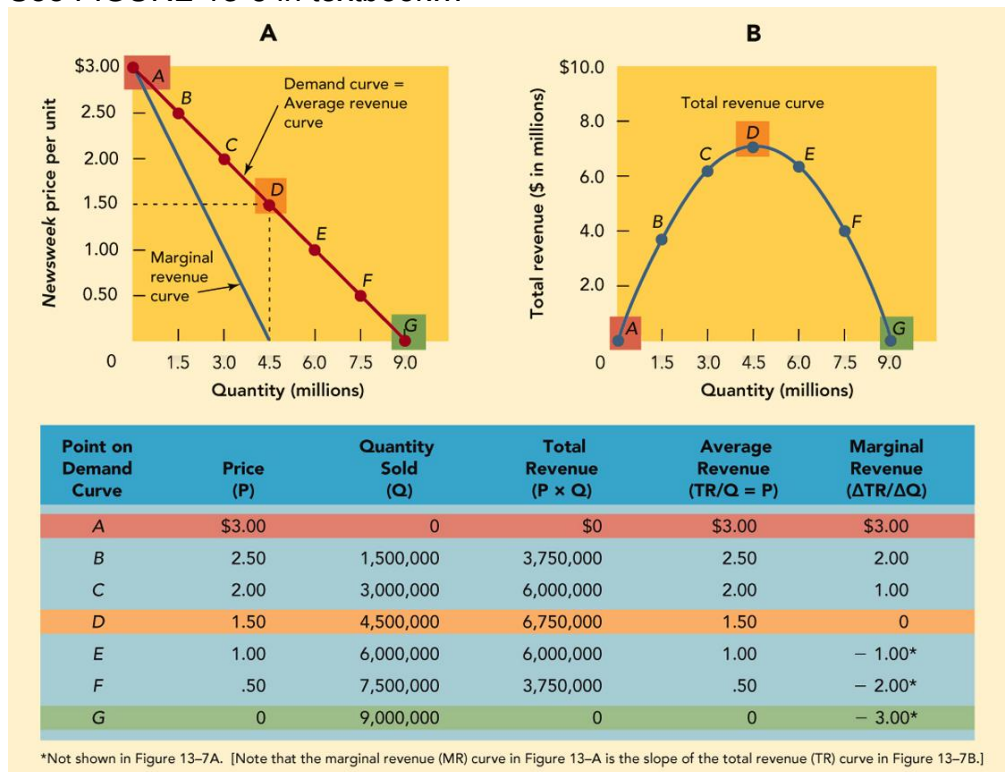 See FIGURE in textbook
A
$3.00
2.50
2.00
1.50
1.00
0.50
0
Newsweek price per unit
A
B
C
D
E
F
G
Demand curve =
Average revenue
curve
Marginal
revenue
curve
1.5 3.0 4.5 6.0 7.5 9.0
Quantity (millions)
B
$10.0
8.0
6.0
4.0
2.0
0
Total revenue ($ in millions)
Total revenue curve
A
B
C
D
E
F
G
1.5 3.0 4.5 6.0 7.5 9.0
Quantity (millions)
Point on Quantity Total Average Marginal
Demand Price Sold Revenue Revenue Revenue
Curve (P) (Q) (P x Q) (TR/Q = P) (ΔTR/ΔQ)
A $3.00 0 $0 $3.00 $3.00
B 2.50 1,500,000 3,750,000 2.50 2.00
C 2.00 3,000,000 6,000,000 2.00 1.00
D 1.50 4,500,000 6,750,000 1.50 0
E 1.00 6,000,000 6,000,000 1.00 – 1.00*
F .50 7,500,000 3,750,000 .50 – 2.00*
G 0 9,000,000 0 0 – 3.00*
*Not shown in Figure 13–7A. [Note that the marginal revenue (MR) curve in Figure 13–A is the slope of the total revenue (TR) curve in Figure 13–7B.]